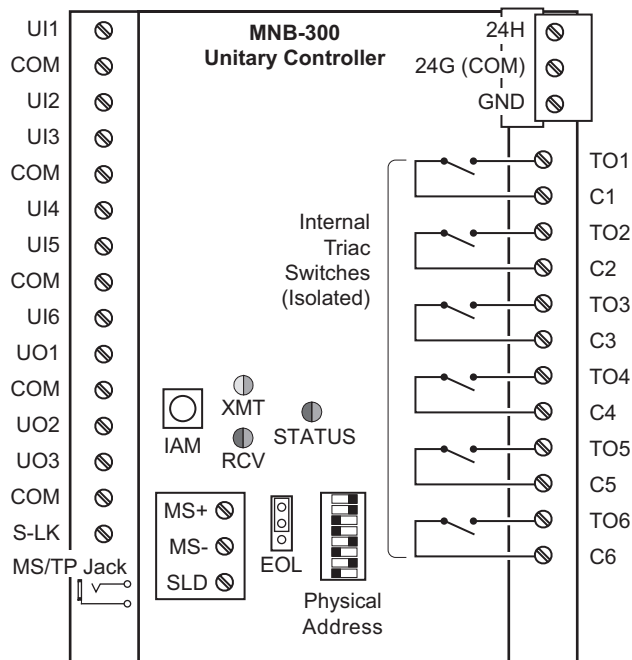 MNB-300
Unitary Controller
UI1
COM
UI2
UI3
COM
UI4
UI5
COM
UI6
UO1
COM
UO2
UO3
COM
S-LK
MS/TP Jack
24H
24G (COM)
GND
Internal
Triac
Switches
(Isolated)
TO1
C1
TO2
C2
TO3
C3
TO4
C4
TO5
C5
TO6
C6
IAM
XMT
RCV
STATUS
MS+
MS-
SLD
EOL
Physical
Address